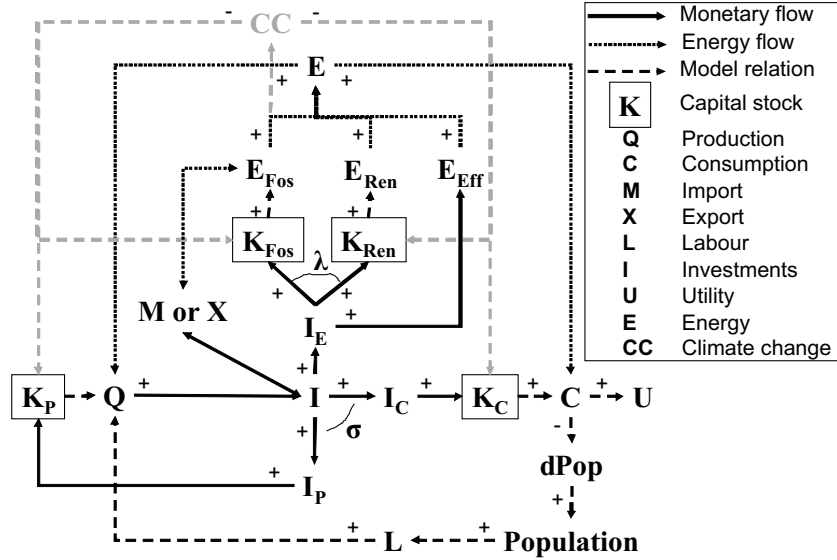 - CC -
+ E +
+
+ + +
E_Fos E_Ren E_Eff
+ +
K_Fos K_Ren
λ
+ +
M or X
I_E +
+
K_P Q + I + I_C + K_C + C + U
+ σ
-
+ I_P
dPop
+
+ L + Population
Monetary flow
Energy flow
Model relation
K Capital stock
Q Production
C Consumption
M Import
X Export
L Labour
I Investments
U Utility
E Energy
CC Climate change